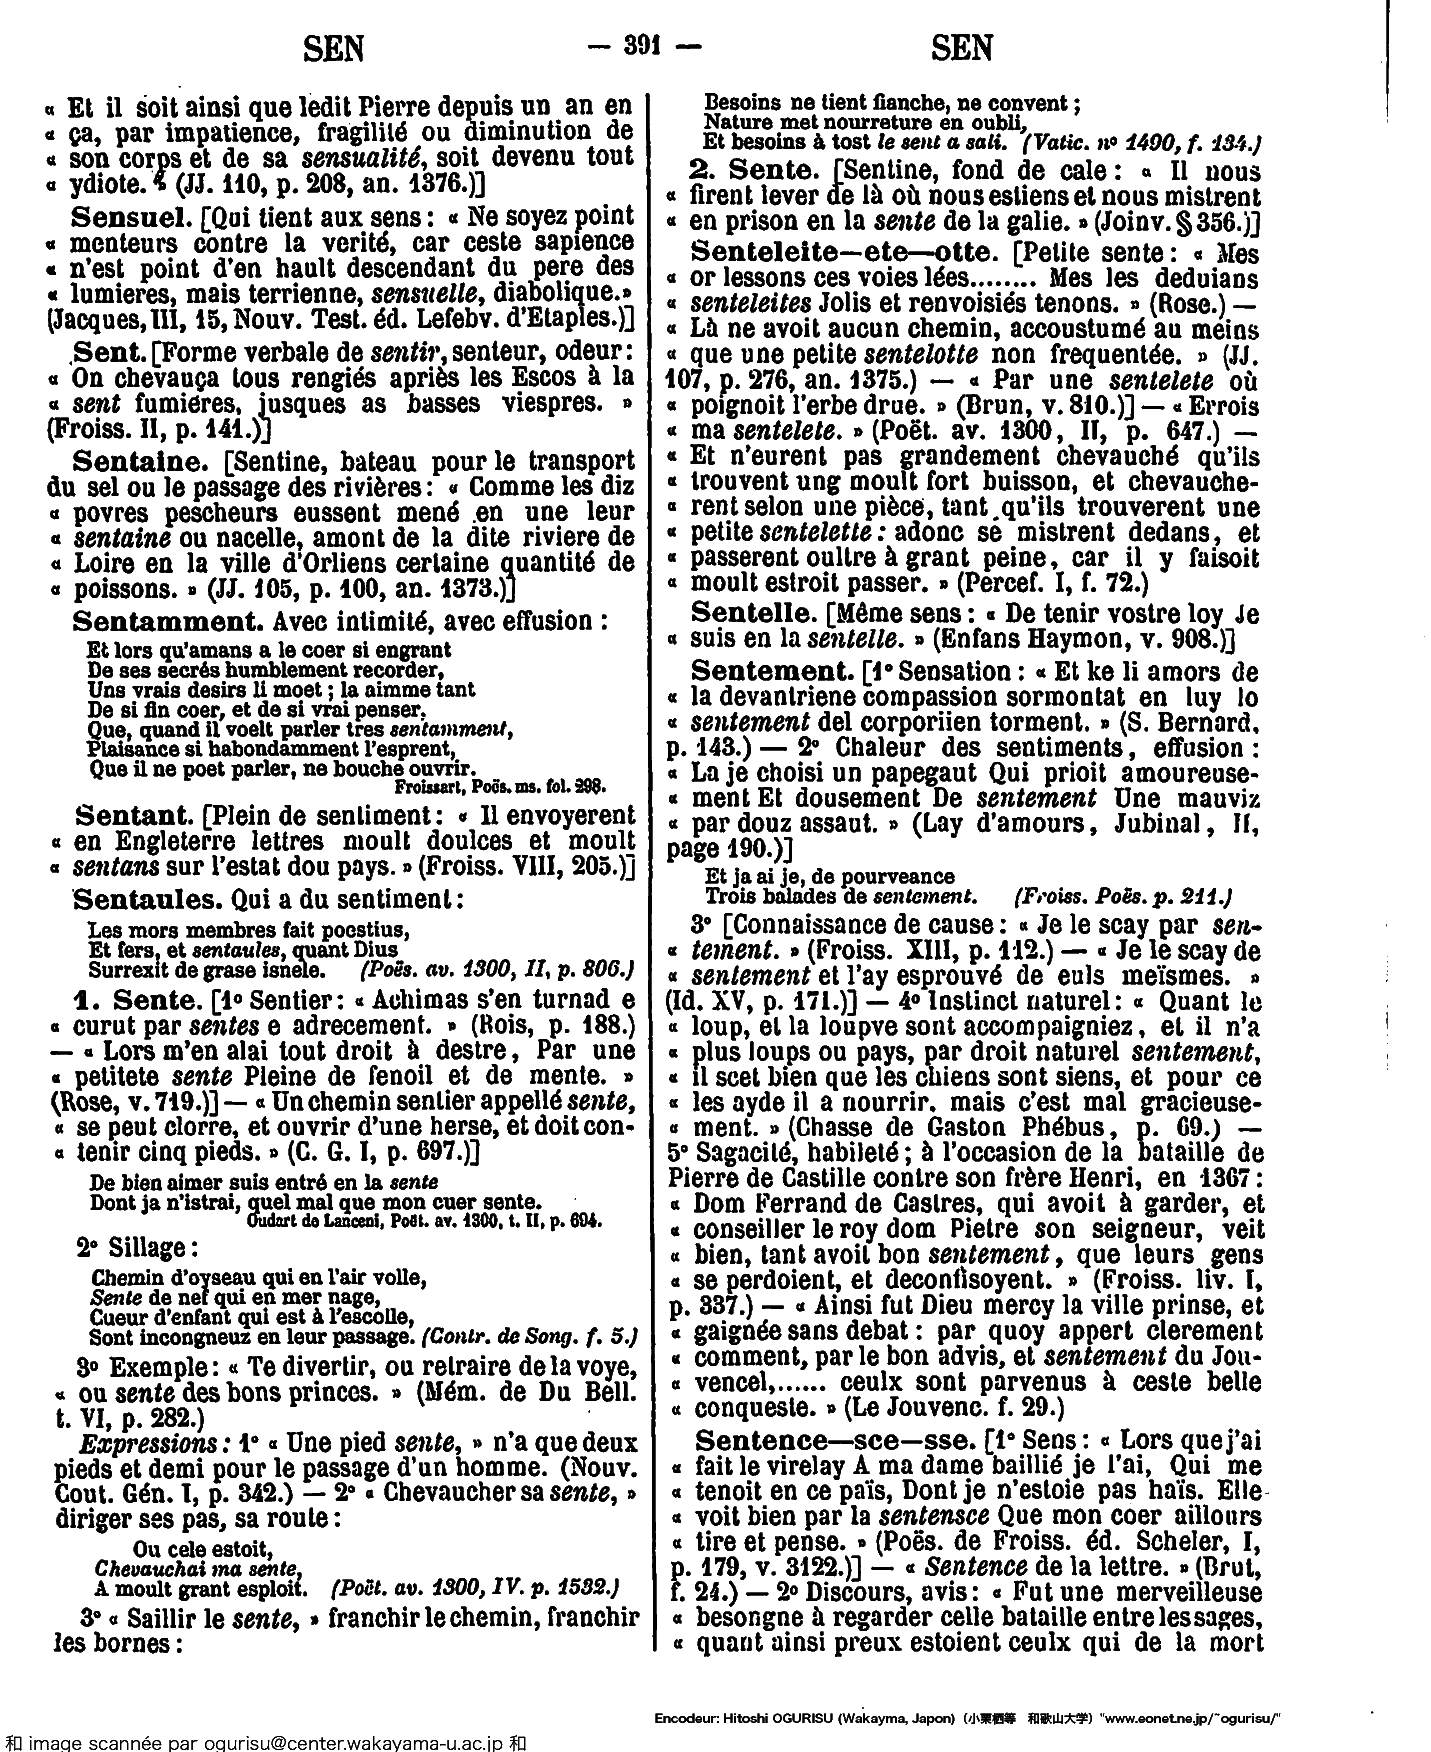 SEN — 391 — SEN
« Et il soit ainsi que ledit Pierre depuis un an en
« ça, par impatience, fragilité ou diminution de
« son corps et de sa sensualité, soit devenu tout
« ydiote. » (JJ. 110, p. 208, an. 1376.)]
Sensuel. [Qui tient aux sens : « Ne soyez point
« menteurs contre la verité, car ceste sapience
« n'est point d'en hault descendant du pere des
« lumieres, mais terrienne, sensuelle, diabolique.»
(Jacques, III, 15, Nouv. Test. éd. Lefebv. d'Etaples.)]
Sent. [Forme verbale de sentir, senteur, odeur :
« On chevauça tous rengiés apriès les Escos à la
« sent fumiéres, jusques as basses viespres. »
(Froiss. II, p. 141.)]
Sentaine. [Sentine, bateau pour le transport
du sel ou le passage des rivières : « Comme les diz
« povres pescheurs eussent mené en une leur
« sentaine ou nacelle, amont de la dite riviere de
« Loire en la ville d'Orliens certaine quantité de
« poissons. » (JJ. 105, p. 100, an. 1373.)]
Sentamment. Avec intimité, avec effusion :
Et lors qu'amans a le coer si engrant
De ses secrés humblement recorder,
Uns vrais desirs li moet ; la aimme tant
De si fin coer, et de si vrai penser,
Que, quand il voelt parler tres sentamment,
Plaisance si habondamment l'esprent,
Que il ne poet parler, ne bouche ouvrir.
Froissart, Poës. ms. fol. 298.
Sentant. [Plein de sentiment : « Il envoyerent
« en Engleterre lettres moult doulces et moult
« sentans sur l'estat dou pays. » (Froiss. VIII, 205.)]
Sentaules. Qui a du sentiment :
Les mors membres fait poestius,
Et fers, et sentaules, quant Dius
Surrexit de grase isnele. (Poës. av. 1300, II, p. 806.)
1. Sente. [1º Sentier : « Achimas s'en turnad e
« curut par sentes e adrecement. » (Rois, p. 188.)
— « Lors m'en alai tout droit à destre, Par une
« petitete sente Pleine de fenoil et de mente. »
(Rose, v. 719.)] — « Un chemin sentier appellé sente,
« se peut clorre, et ouvrir d'une herse, et doit con-
« tenir cinq pieds. » (C. G. I, p. 697.)]
De bien aimer suis entré en la sente
Dont ja n'istrai, quel mal que mon cuer sente.
Oudart de Lanceni, Poët. av. 1300, t. II, p. 694.
2º Sillage :
Chemin d'oyseau qui en l'air volle,
Sente de nef qui en mer nage,
Cueur d'enfant qui est à l'escolle,
Sont incongneuz en leur passage. (Contr. de Song. f. 5.)
3º Exemple : « Te divertir, ou retraire de la voye,
« ou sente des bons princes. » (Mém. de Du Bell.
t. VI, p. 282.)
Expressions : 1º « Une pied sente, » n'a que deux
pieds et demi pour le passage d'un homme. (Nouv.
Cout. Gén. I, p. 342.) — 2º « Chevaucher sa sente, »
diriger ses pas, sa route :
Ou cele estoit,
Chevauchai ma sente,
A moult grant esploit. (Poët. av. 1300, IV. p. 1532.)
3º « Saillir le sente, » franchir le chemin, franchir
les bornes :
Besoins ne tient fianche, ne convent ;
Nature met nourreture en oubli,
Et besoins à tost le sent a sali. (Vatic. nº 1490, f. 134.)
2. Sente. [Sentine, fond de cale : « Il nous
« firent lever de là où nous estiens et nous mistrent
« en prison en la sente de la galie. » (Joinv. § 356.)]
Senteleite—ete—otte. [Petite sente : « Mes
« or lessons ces voies lées........ Mes les deduians
« senteleites Jolis et renvoisiés tenons. » (Rose.) —
« Là ne avoit aucun chemin, accoustumé au meins
« que une petite sentelotte non frequentée. » (JJ.
107, p. 276, an. 1375.) — « Par une sentelete où
« poignoit l'erbe drue. » (Brun, v. 810.)] — « Errois
« ma sentelete. » (Poët. av. 1300, II, p. 647.) —
« Et n'eurent pas grandement chevauché qu'ils
« trouvent ung moult fort buisson, et chevauche-
« rent selon une pièce, tant qu'ils trouverent une
« petite sentelette : adonc se mistrent dedans, et
« passerent oultre à grant peine, car il y faisoit
« moult estroit passer. » (Percef. I, f. 72.)
Sentelle. [Même sens : « De tenir vostre loy Je
« suis en la sentelle. » (Enfans Haymon, v. 908.)]
Sentement. [1º Sensation : « Et ke li amors de
« la devantriene compassion sormontat en luy lo
« sentement del corporiien torment. » (S. Bernard,
p. 143.) — 2º Chaleur des sentiments, effusion :
« La je choisi un papegaut Qui prioit amoureuse-
« ment Et dousement De sentement Une mauviz
« par douz assaut. » (Lay d'amours, Jubinal, II,
page 190.)]
Et ja ai je, de pourveance
Trois balades de sentement. (Froiss. Poës. p. 211.)
3º [Connaissance de cause : « Je le scay par sen-
« tement. » (Froiss. XIII, p. 112.) — « Je le scay de
« sentement et l'ay esprouvé de euls meïsmes. »
(Id. XV, p. 171.)] — 4º Instinct naturel : « Quant le
« loup, et la loupve sont accompaigniez, et il n'a
« plus loups ou pays, par droit naturel sentement,
« il scet bien que les chiens sont siens, et pour ce
« les ayde il a nourrir. mais c'est mal gracieuse-
« ment. » (Chasse de Gaston Phébus, p. 69.) —
5º Sagacité, habileté ; à l'occasion de la bataille de
Pierre de Castille contre son frère Henri, en 1367 :
« Dom Ferrand de Castres, qui avoit à garder, et
« conseiller le roy dom Pietre son seigneur, veit
« bien, tant avoit bon sentement, que leurs gens
« se perdoient, et deconfisoyent. » (Froiss. liv. I,
p. 337.) — « Ainsi fut Dieu mercy la ville prinse, et
« gaignée sans debat : par quoy appert clerement
« comment, par le bon advis, et sentement du Jou-
« vencel,...... ceulx sont parvenus à ceste belle
« conqueste. » (Le Jouvenc. f. 29.)
Sentence—sce—sse. [1º Sens : « Lors que j'ai
« fait le virelay A ma dame baillié je l'ai, Qui me
« tenoit en ce païs, Dont je n'estoie pas haïs. Elle
« voit bien par la sentensce Que mon coer aillours
« tire et pense. » (Poës. de Froiss. éd. Scheler, I,
p. 179, v. 3122.)] — « Sentence de la lettre. » (Brut,
f. 24.) — 2º Discours, avis : « Fut une merveilleuse
« besongne à regarder celle bataille entre les sages,
« quant ainsi preux estoient ceulx qui de la mort
Encodeur: Hitoshi OGURISU (Wakayma, Japon) (小栗栖等 和歌山大学) "www.eonet.ne.jp/~ogurisu/"
和 image scannée par ogurisu@center.wakayama-u.ac.jp 和